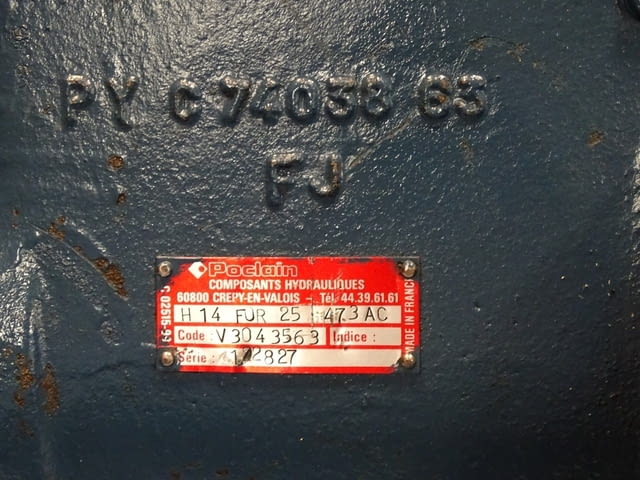 PY C 74038 63
FJ
Poclain
COMPOSANTS HYDRAULIQUES
60800 CREPY-EN-VALOIS - Tél. 44.39.61.61
H 14 FUR 25 473 AC
Code : V3043563 Indice :
Série :
MADE IN FRANCE